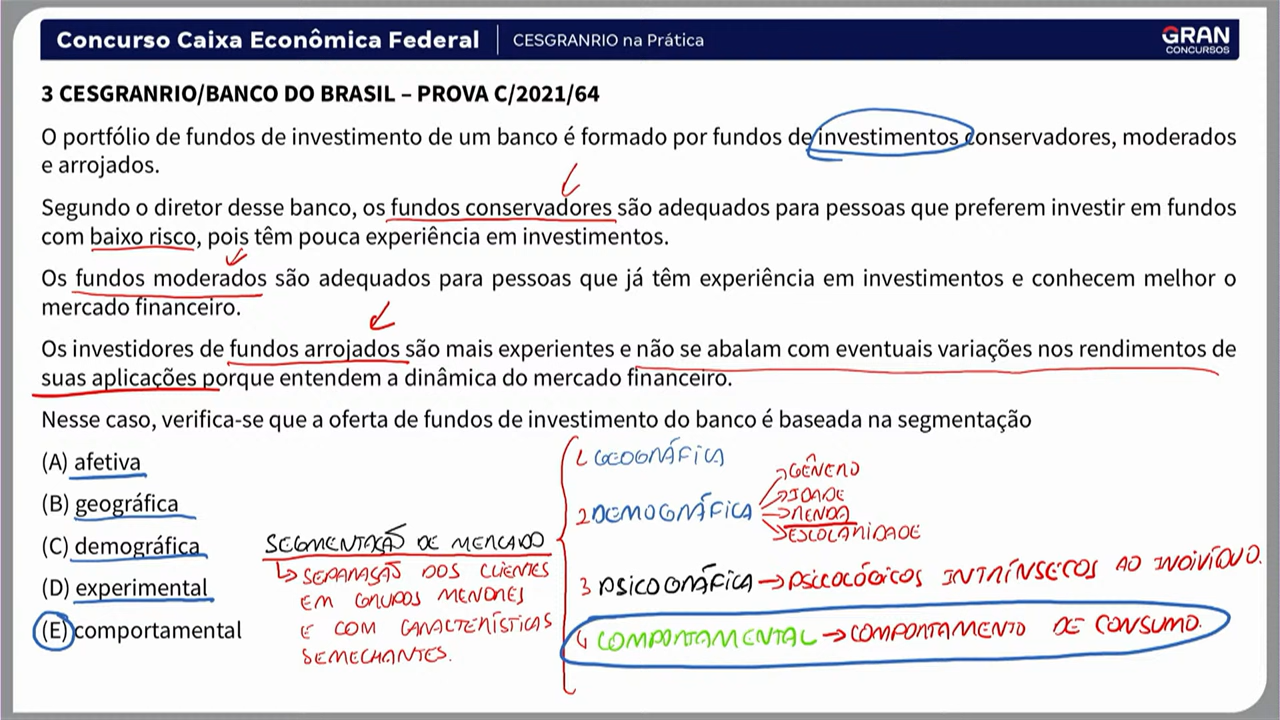 Concurso Caixa Econômica Federal | CESGRANRIO na Prática
GRAN
CONCURSOS
3 CESGRANRIO/BANCO DO BRASIL – PROVA C/2021/64
O portfólio de fundos de investimento de um banco é formado por fundos de investimentos conservadores, moderados
e arrojados.
Segundo o diretor desse banco, os fundos conservadores são adequados para pessoas que preferem investir em fundos
com baixo risco, pois têm pouca experiência em investimentos.
Os fundos moderados são adequados para pessoas que já têm experiência em investimentos e conhecem melhor o
mercado financeiro.
Os investidores de fundos arrojados são mais experientes e não se abalam com eventuais variações nos rendimentos de
suas aplicações porque entendem a dinâmica do mercado financeiro.
Nesse caso, verifica-se que a oferta de fundos de investimento do banco é baseada na segmentação
(A) afetiva
(B) geográfica
(C) demográfica
(D) experimental
(E) comportamental
SEGMENTAÇÃO DE MERCADO
↳ SEPARAÇÃO DOS CLIENTES
EM GRUPOS MENORES
E COM CARACTERÍSTICAS
SEMECHANTES.
1 GEOGRÁFICA
2 DEMOGRÁFICA
→ GÊNERO
→ IDADE
→ RENDA
→ ESCOLARIDADE
3 PSICOGRÁFICA → PSICOLÓGICOS INTRÍNSECOS AO INDIVÍDUO.
4 COMPORTAMENTAL → COMPORTAMENTO DE CONSUMO.